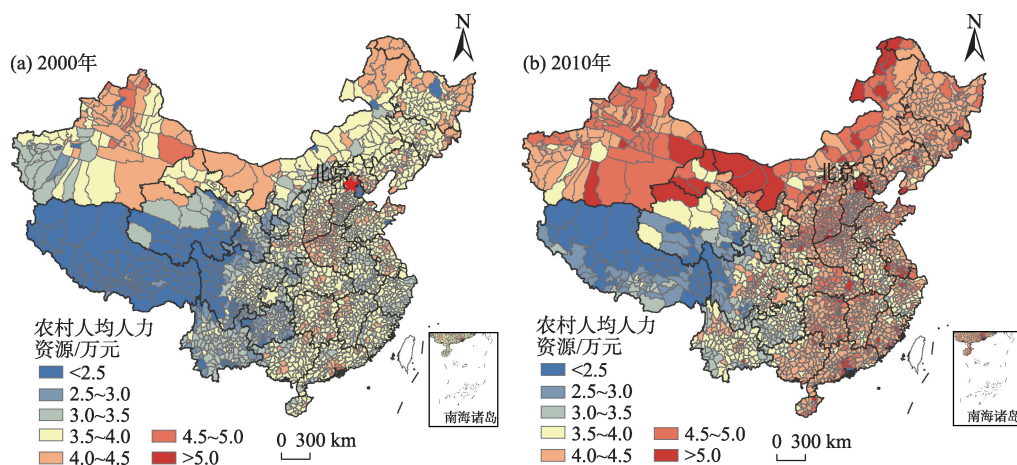 (a) 2000年
N
北京
农村人均人力
资源/万元
<2.5
2.5~3.0
3.0~3.5
3.5~4.0
4.0~4.5
4.5~5.0
>5.0
0 300 km
南海诸岛
(b) 2010年
N
北京
农村人均人力
资源/万元
<2.5
2.5~3.0
3.0~3.5
3.5~4.0
4.0~4.5
4.5~5.0
>5.0
0 300 km
南海诸岛